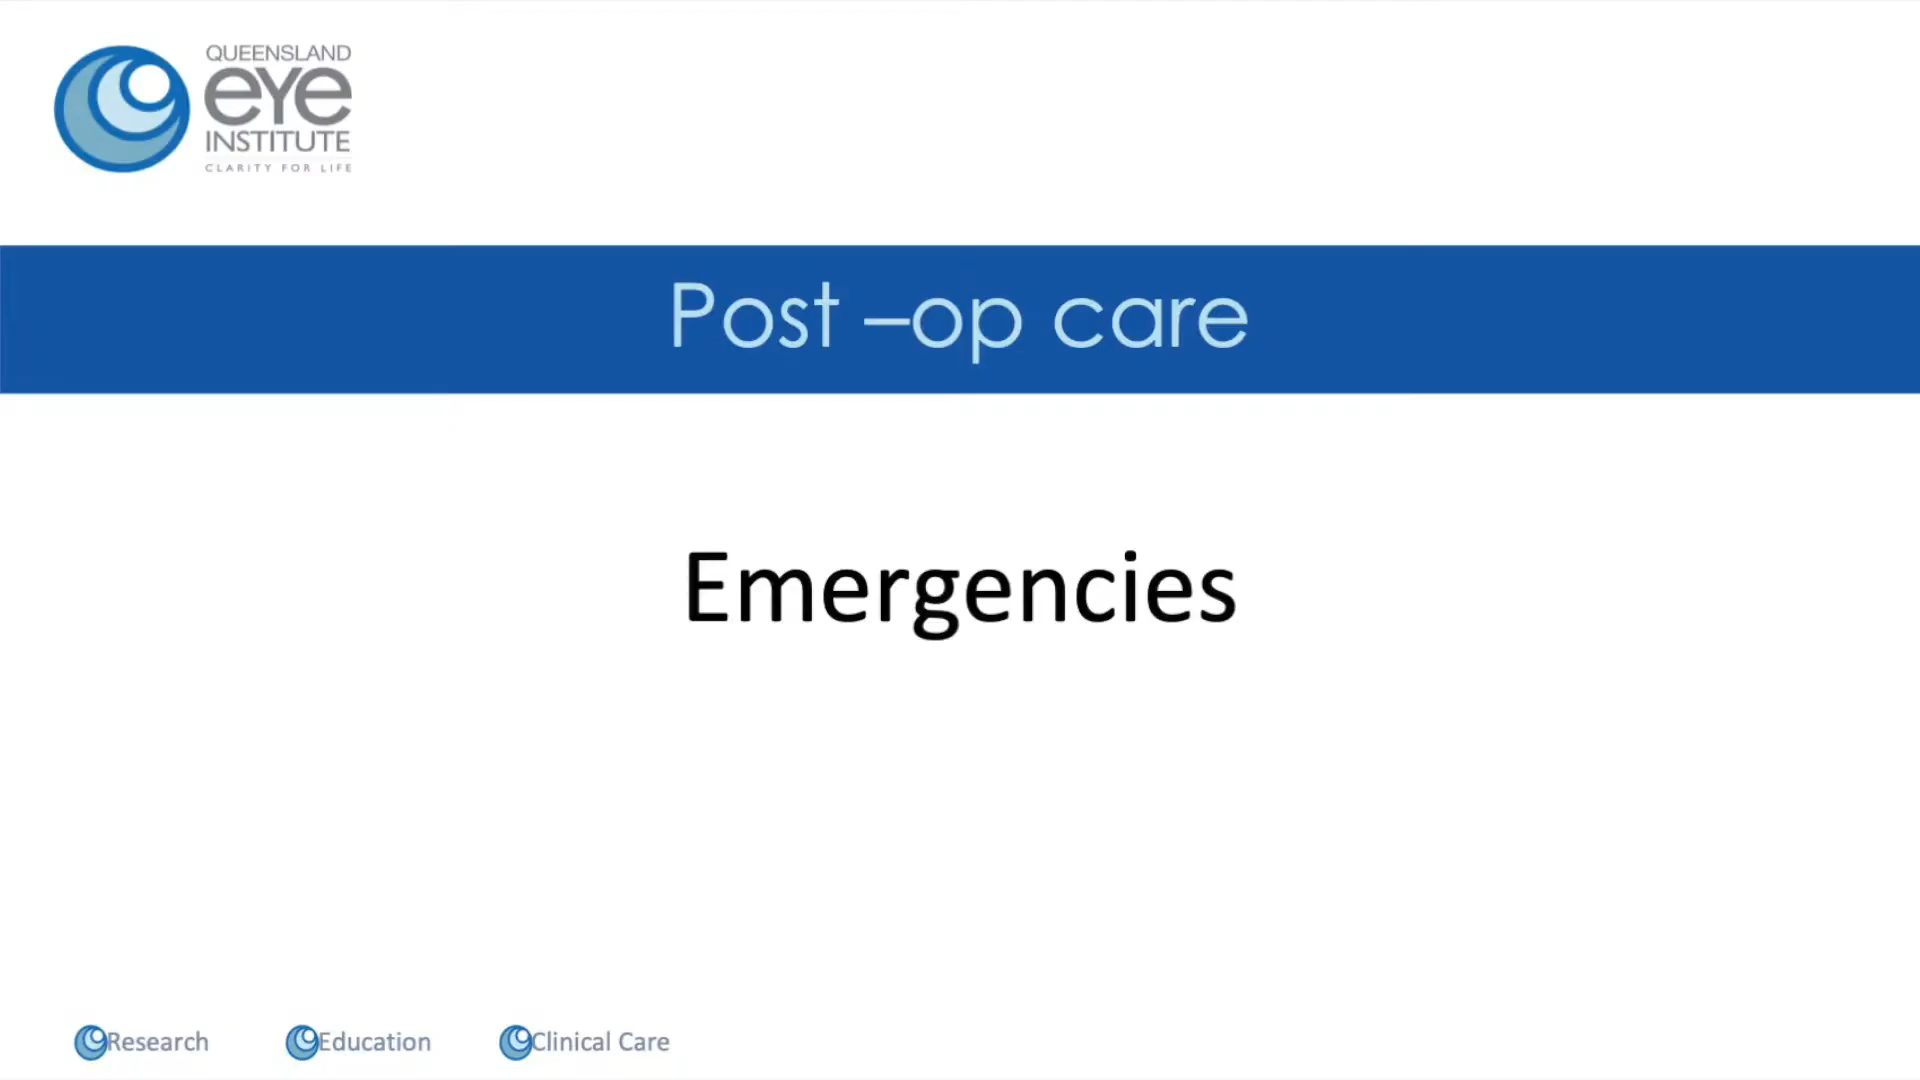 QUEENSLAND
eye
INSTITUTE
CLARITY FOR LIFE
Post –op care
Emergencies
Research
Education
Clinical Care